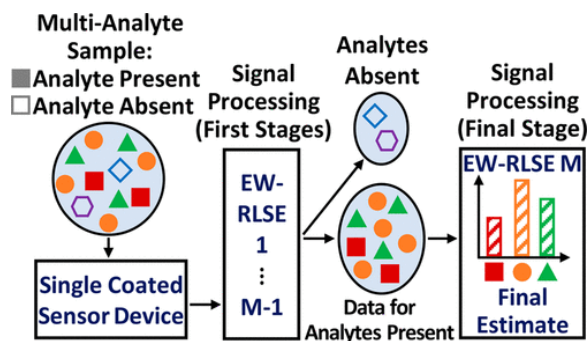 Multi-Analyte
Sample:
Analyte Present
Analyte Absent
Single Coated
Sensor Device
Signal
Processing
(First Stages)
EW-
RLSE
1
⋮
M-1
Analytes
Absent
Data for
Analytes Present
Signal
Processing
(Final Stage)
EW-RLSE M
Final
Estimate